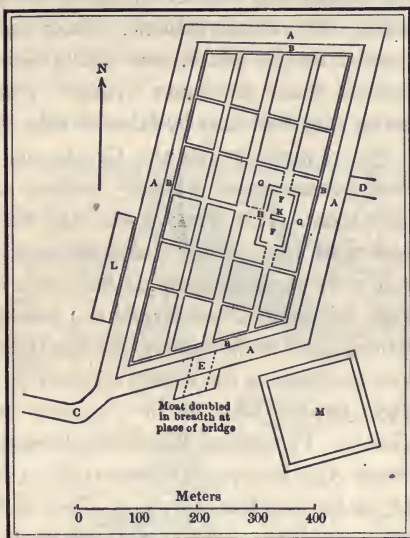 A
B
N
A
B
G
F
B
D
H
K
A
F
G
L
B
A
E
M
C
Moat doubled
in breadth at
place of bridge
Meters
0 100 200 300 400